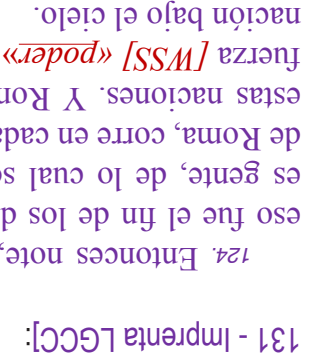 131 - Imprenta LGCC]:
124. Entonces note,
eso fue el fin de los
es gente, de lo cual
de Roma, corre en
estas naciones. Y
fuerza [WSS] «poder»
nación bajo el cielo.